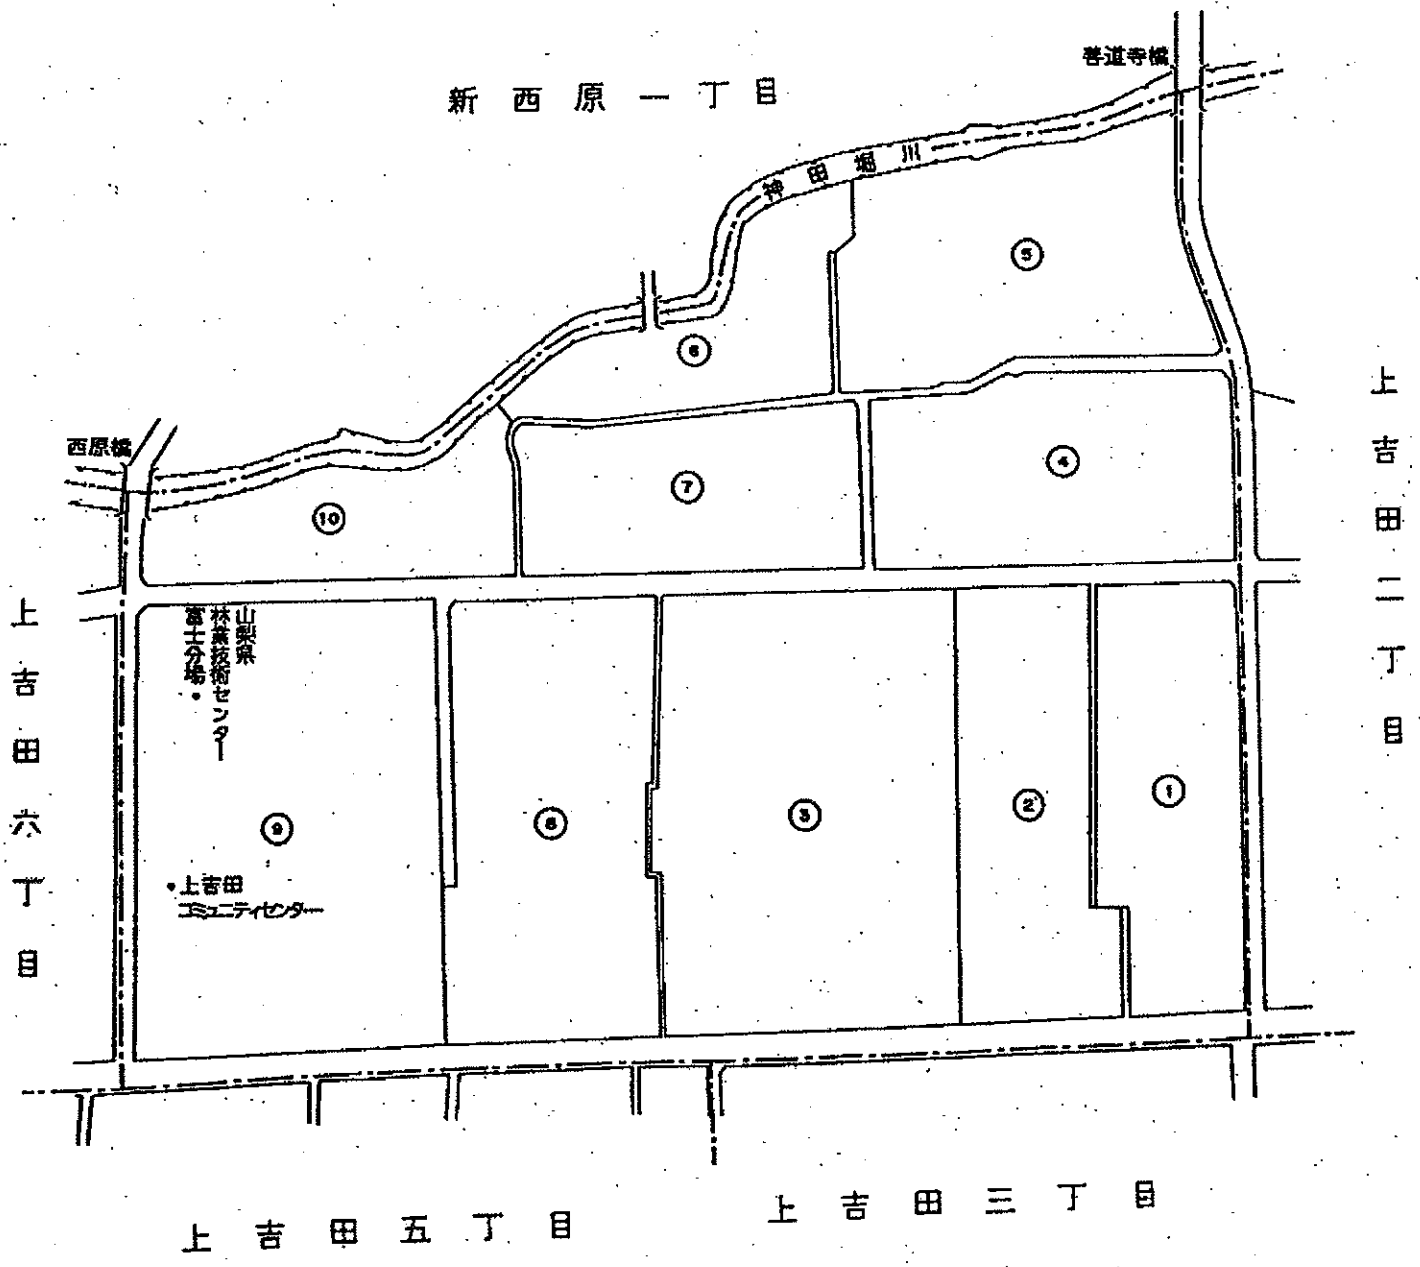 善道寺橋
新西原一丁目
神田堀川
⑤
⑥
上吉田二丁目
西原橋
④
⑦
⑩
上吉田六丁目
山梨県
林業技術センター
富士分場
①
②
③
⑧
⑨
上吉田
コミュニティセンター
上吉田三丁目
上吉田五丁目